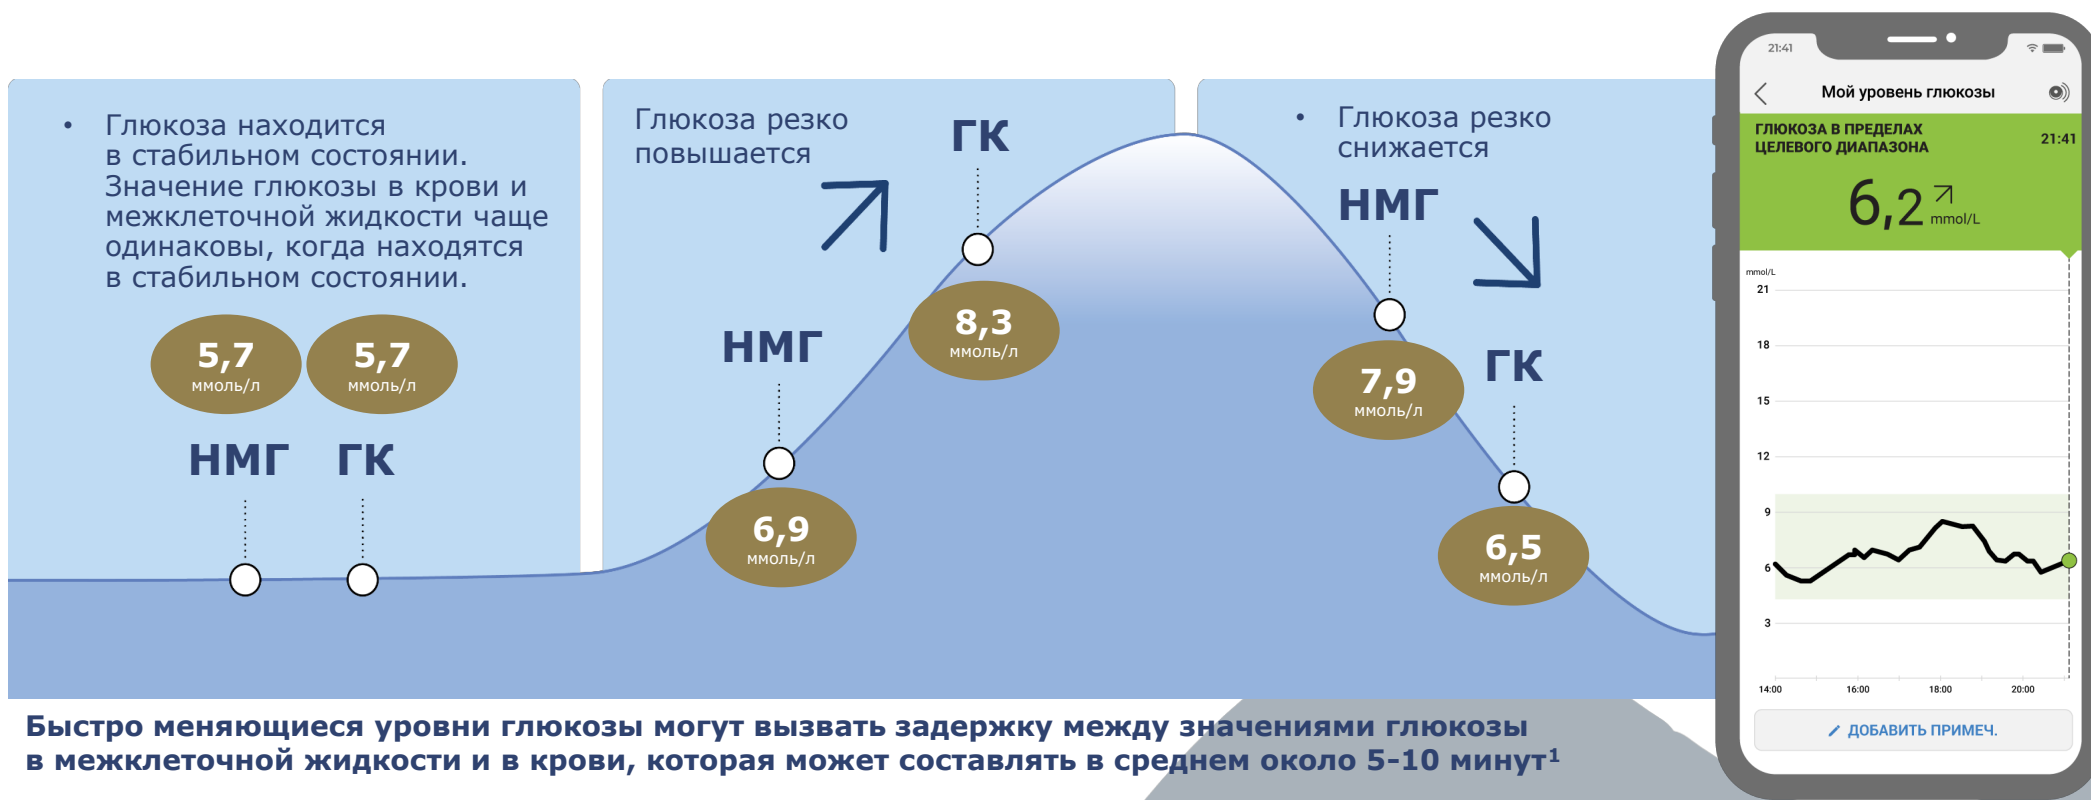 • Глюкоза находится
в стабильном состоянии.
Значение глюкозы в крови и
межклеточной жидкости чаще
одинаковы, когда находятся
в стабильном состоянии.
5,7
ммоль/л
5,7
ммоль/л
НМГ ГК
Глюкоза резко
повышается
ГК
8,3
ммоль/л
НМГ
6,9
ммоль/л
• Глюкоза резко
снижается
НМГ
7,9
ммоль/л
ГК
6,5
ммоль/л
Быстро меняющиеся уровни глюкозы могут вызвать задержку между значениями глюкозы
в межклеточной жидкости и в крови, которая может составлять в среднем около 5-10 минут¹
21:41
Мой уровень глюкозы
ГЛЮКОЗА В ПРЕДЕЛАХ
ЦЕЛЕВОГО ДИАПАЗОНА
21:41
6,2
mmol/L
mmol/L
21
18
15
12
9
6
3
14:00 16:00 18:00 20:00
ДОБАВИТЬ ПРИМЕЧ.